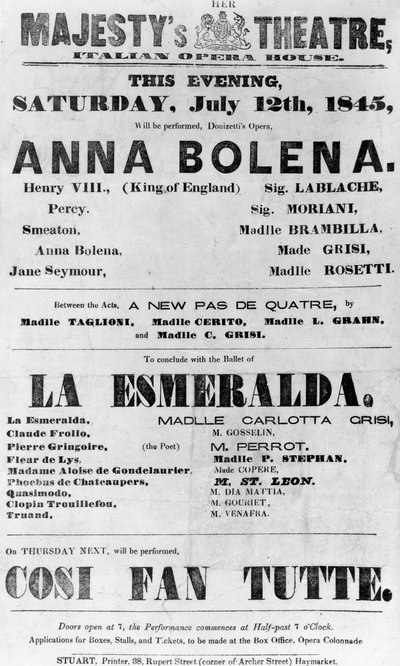 HER
MAJESTY's THEATRE,
ITALIAN OPERA HOUSE.
THIS EVENING,
SATURDAY, July 12th, 1845,
Will be performed, Donizetti's Opera,
ANNA BOLENA.
Henry VIII., (King of England) Sig. LABLACHE,
Percy. Sig. MORIANI,
Smeaton, Madlle BRAMBILLA,
Anna Bolena, Made GRISI,
Jane Seymour, Madlle ROSETTI.
Between the Acts, A NEW PAS DE QUATRE, by
Madlle TAGLIONI, Madlle CERITO, Madlle L. GRAHN.
and Madlle C. GRISI.
To conclude with the Ballet of
LA ESMERALDA.
La Esmeralda, MADLLE CARLOTTA GRISI,
Claude Frollo, M. GOSSELIN,
Pierre Gringoire, (the Poet) M. PERROT.
Fleur de Lys, Madlle P. STEPHAN,
Madame Aloise de Gondelaurier, Made COPERE,
Phoebus de Chateaupers, M. ST. LEON.
Quasimodo, M. DIA MATTIA,
Clopin Trouillefou, M. GOURIET,
Truand, M. VENAFRA.
On THURSDAY NEXT, will be performed,
COSI FAN TUTTE.
Doors open at 7, the Performance commences at Half-past 7 o'Clock.
Applications for Boxes, Stalls, and Tickets, to be made at the Box Office, Opera Colonnade
STUART, Printer, 38, Rupert Street (corner of Archer Street) Haymarket.